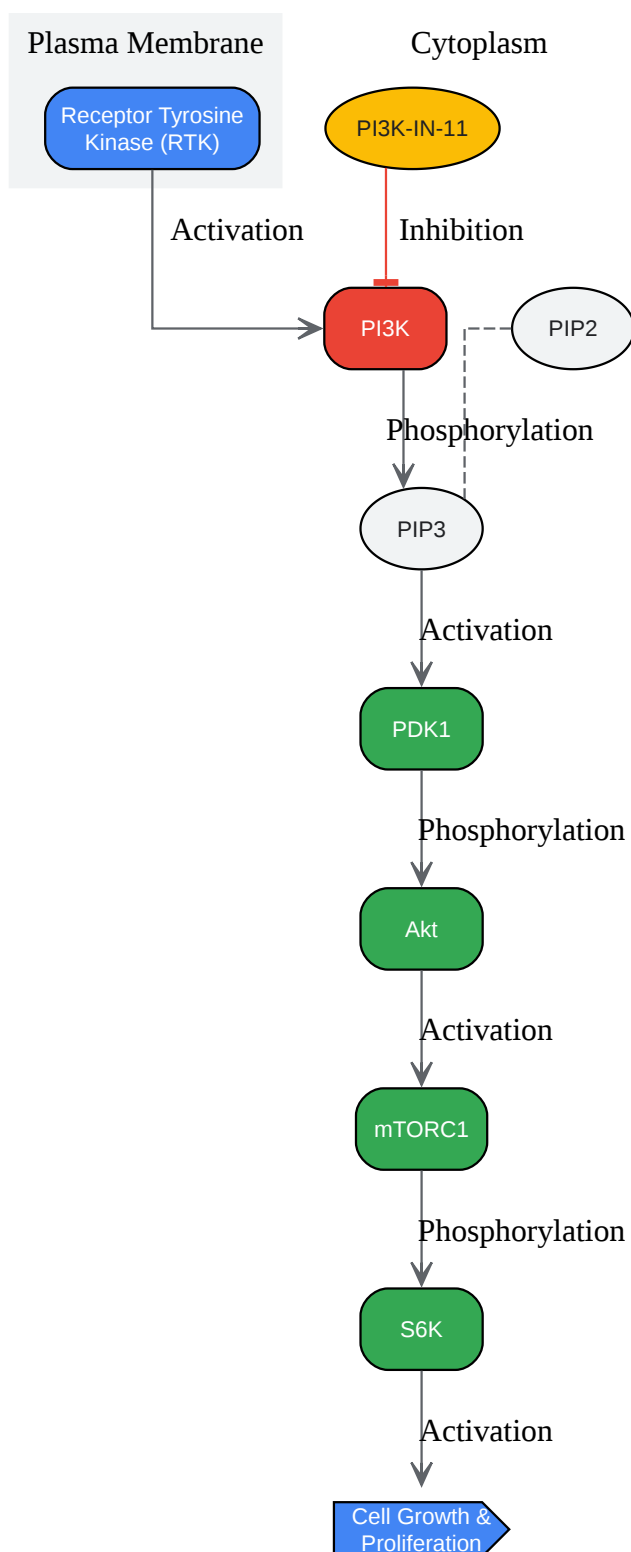 Plasma Membrane
Cytoplasm
Receptor Tyrosine
Kinase (RTK)
PI3K-IN-11
Activation
Inhibition
PI3K
PIP2
Phosphorylation
PIP3
Activation
PDK1
Phosphorylation
Akt
Activation
mTORC1
Phosphorylation
S6K
Activation
Cell Growth &
Proliferation